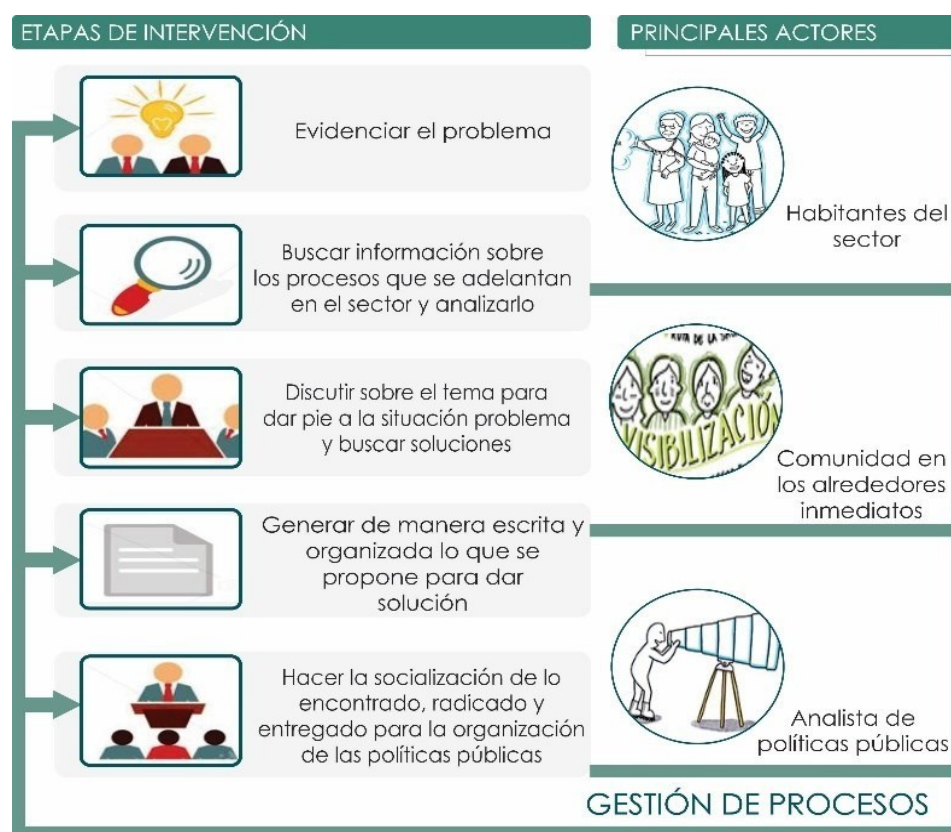 ETAPAS DE INTERVENCIÓN
Evidenciar el problema
Buscar información sobre
los procesos que se adelantan
en el sector y analizarlo
Discutir sobre el tema para
dar pie a la situación problema
y buscar soluciones
Generar de manera escrita y
organizada lo que se
propone para dar
solución
Hacer la socialización de lo
encontrado, radicado y
entregado para la organización
de las políticas públicas
PRINCIPALES ACTORES
Habitantes del
sector
RUTA DE LA
VISIBILIZACIÓN
Comunidad en
los alrededores
inmediatos
Analista de
políticas públicas
GESTIÓN DE PROCESOS